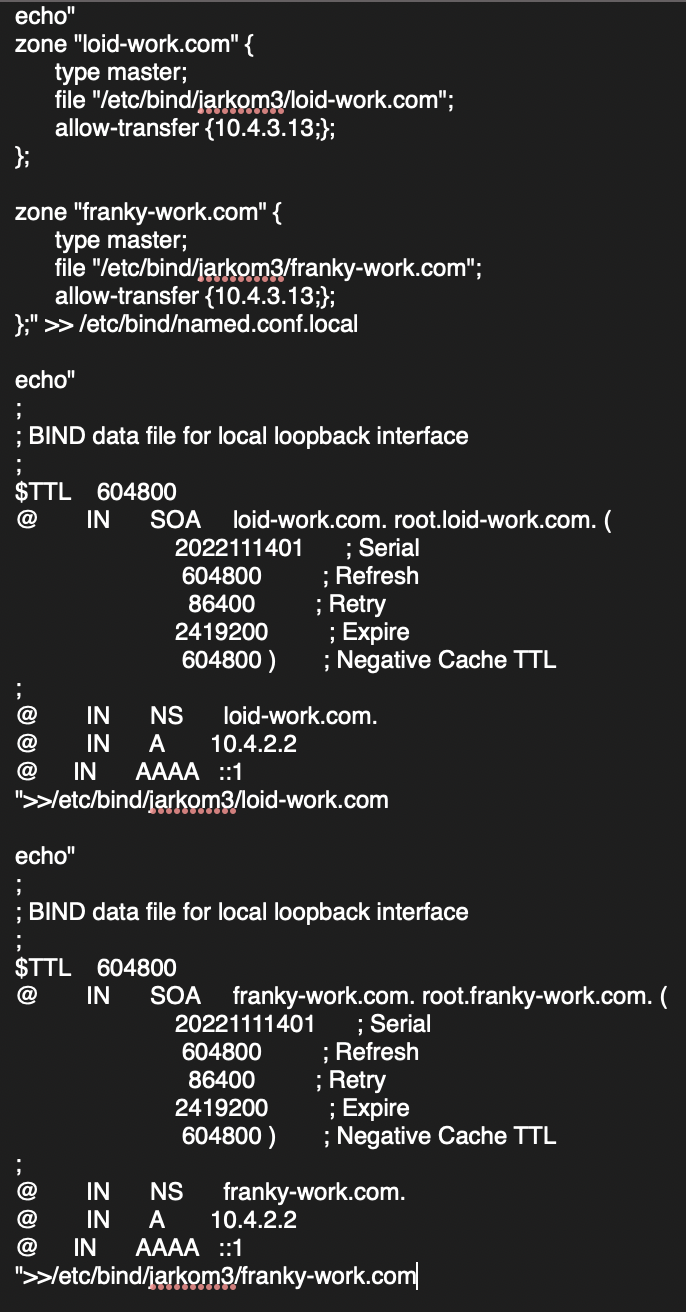 echo"
zone "loid-work.com" {
type master;
file "/etc/bind/jarkom3/loid-work.com";
allow-transfer {10.4.3.13;};
};
zone "franky-work.com" {
type master;
file "/etc/bind/jarkom3/franky-work.com";
allow-transfer {10.4.3.13;};
};" >> /etc/bind/named.conf.local
echo"
;
; BIND data file for local loopback interface
;
$TTL 604800
@ IN SOA loid-work.com. root.loid-work.com. (
2022111401 ; Serial
604800 ; Refresh
86400 ; Retry
2419200 ; Expire
604800 ) ; Negative Cache TTL
;
@ IN NS loid-work.com.
@ IN A 10.4.2.2
@ IN AAAA ::1
">>/etc/bind/jarkom3/loid-work.com
echo"
;
; BIND data file for local loopback interface
;
$TTL 604800
@ IN SOA franky-work.com. root.franky-work.com. (
20221111401 ; Serial
604800 ; Refresh
86400 ; Retry
2419200 ; Expire
604800 ) ; Negative Cache TTL
;
@ IN NS franky-work.com.
@ IN A 10.4.2.2
@ IN AAAA ::1
">>/etc/bind/jarkom3/franky-work.com